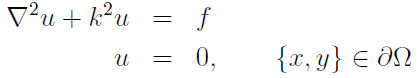 ∇²u + k²u = f
u = 0, {x, y} ∈ ∂Ω